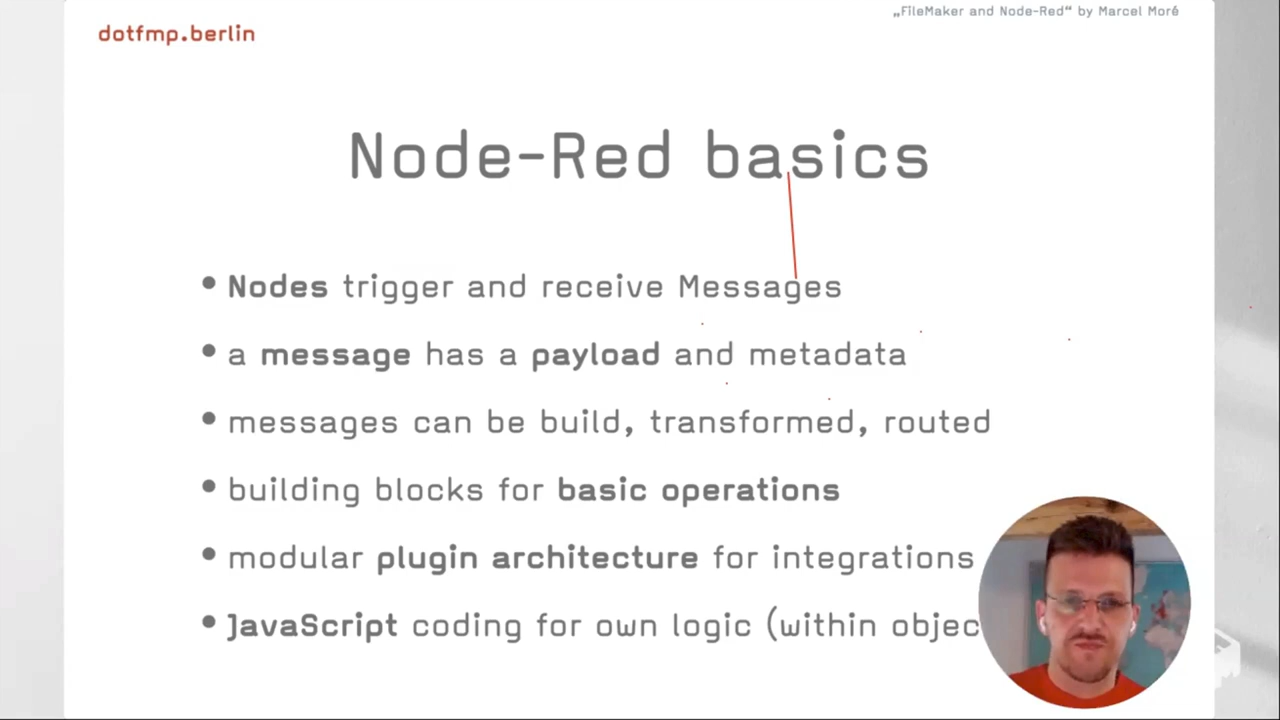 „FileMaker and Node-Red“ by Marcel Moré
dotfmp.berlin
Node-Red basics
• Nodes trigger and receive Messages
• a message has a payload and metadata
• messages can be build, transformed, routed
• building blocks for basic operations
• modular plugin architecture for integrations
• JavaScript coding for own logic (within